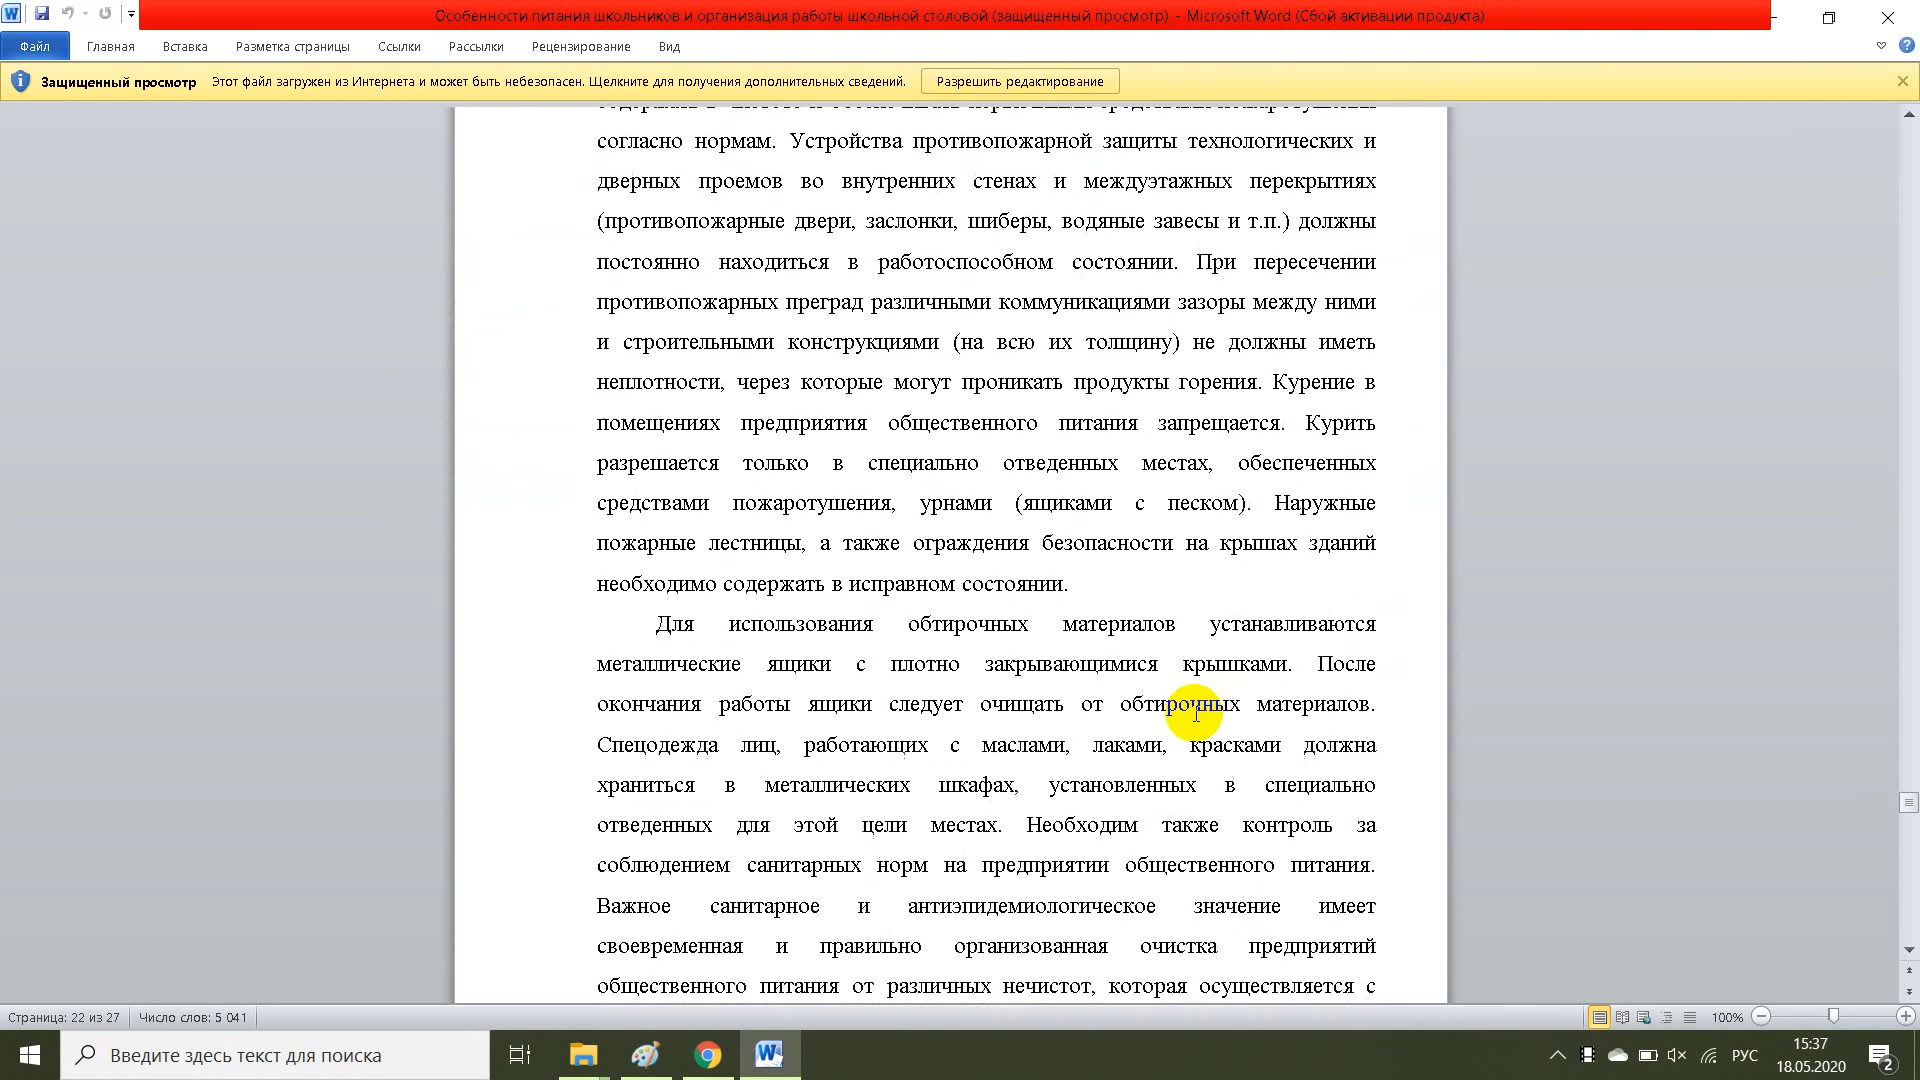 Особенности питания школьников и организация работы школьной столовой (защищенный просмотр) - Microsoft Word (Сбой активации продукта)
Файл Главная Вставка Разметка страницы Ссылки Рассылки Рецензирование Вид
Защищенный просмотр Этот файл загружен из Интернета и может быть небезопасен. Щелкните для получения дополнительных сведений. Разрешить редактирование
согласно нормам. Устройства противопожарной защиты технологических и
дверных проемов во внутренних стенах и междуэтажных перекрытиях
(противопожарные двери, заслонки, шиберы, водяные завесы и т.п.) должны
постоянно находиться в работоспособном состоянии. При пересечении
противопожарных преград различными коммуникациями зазоры между ними
и строительными конструкциями (на всю их толщину) не должны иметь
неплотности, через которые могут проникать продукты горения. Курение в
помещениях предприятия общественного питания запрещается. Курить
разрешается только в специально отведенных местах, обеспеченных
средствами пожаротушения, урнами (ящиками с песком). Наружные
пожарные лестницы, а также ограждения безопасности на крышах зданий
необходимо содержать в исправном состоянии.
Для использования обтирочных материалов устанавливаются
металлические ящики с плотно закрывающимися крышками. После
окончания работы ящики следует очищать от обтирочных материалов.
Спецодежда лиц, работающих с маслами, лаками, красками должна
храниться в металлических шкафах, установленных в специально
отведенных для этой цели местах. Необходим также контроль за
соблюдением санитарных норм на предприятии общественного питания.
Важное санитарное и антиэпидемиологическое значение имеет
своевременная и правильно организованная очистка предприятий
общественного питания от различных нечистот, которая осуществляется с
Страница: 22 из 27 Число слов: 5 041 100%
Введите здесь текст для поиска РУС 15:37
18.05.2020 2